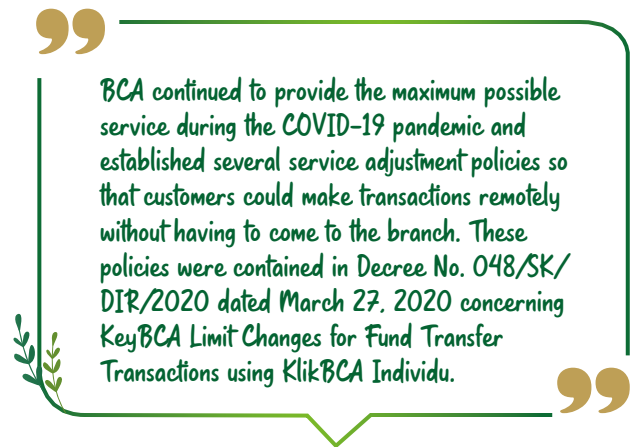 BCA continued to provide the maximum possible
service during the COVID-19 pandemic and
established several service adjustment policies so
that customers could make transactions remotely
without having to come to the branch. These
policies were contained in Decree No. 048/SK/
DIR/2020 dated March 27, 2020 concerning
KeyBCA Limit Changes for Fund Transfer
Transactions using KlikBCA Individu.